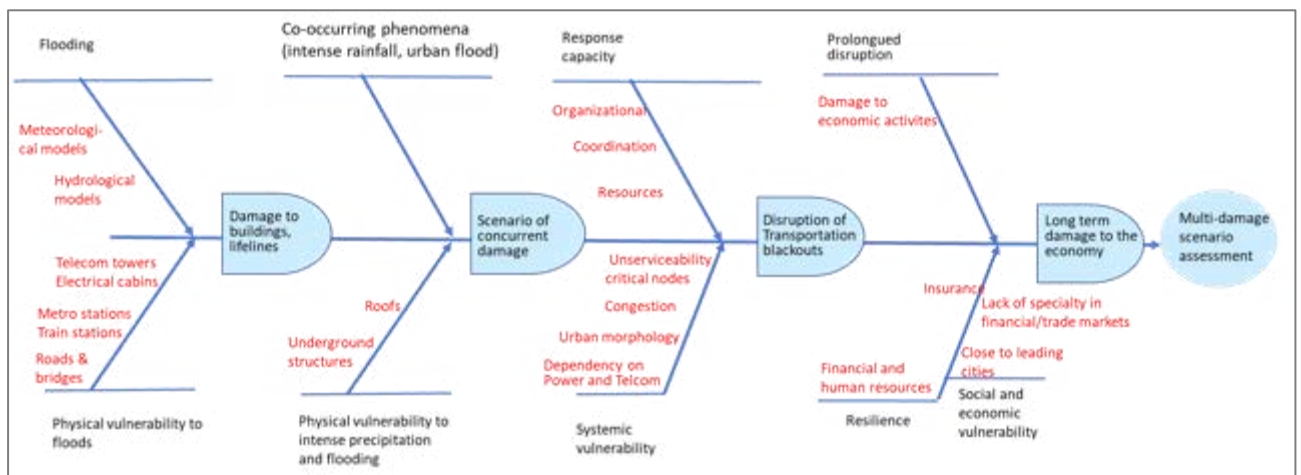 Flooding
Co-occurring phenomena
(intense rainfall, urban flood)
Response
capacity
Prolongued
disruption
Meteorologi-
cal models
Hydrological
models
Organizational
Coordination
Resources
Damage to
economic activites
Damage to
buildings,
lifelines
Scenario of
concurrent
damage
Disruption of
Transportation
blackouts
Long term
damage to the
economy
Multi-damage
scenario
assessment
Telecom towers
Electrical cabins
Metro stations
Train stations
Roads &
bridges
Roofs
Underground
structures
Unserviceability
critical nodes
Congestion
Urban morphology
Dependency on
Power and Telcom
Insurance
Lack of specialty in
financial/trade markets
Close to leading
cities
Financial and
human resources
Physical vulnerability to
floods
Physical vulnerability to
intense precipitation
and flooding
Systemic
vulnerability
Resilience
Social and
economic
vulnerability